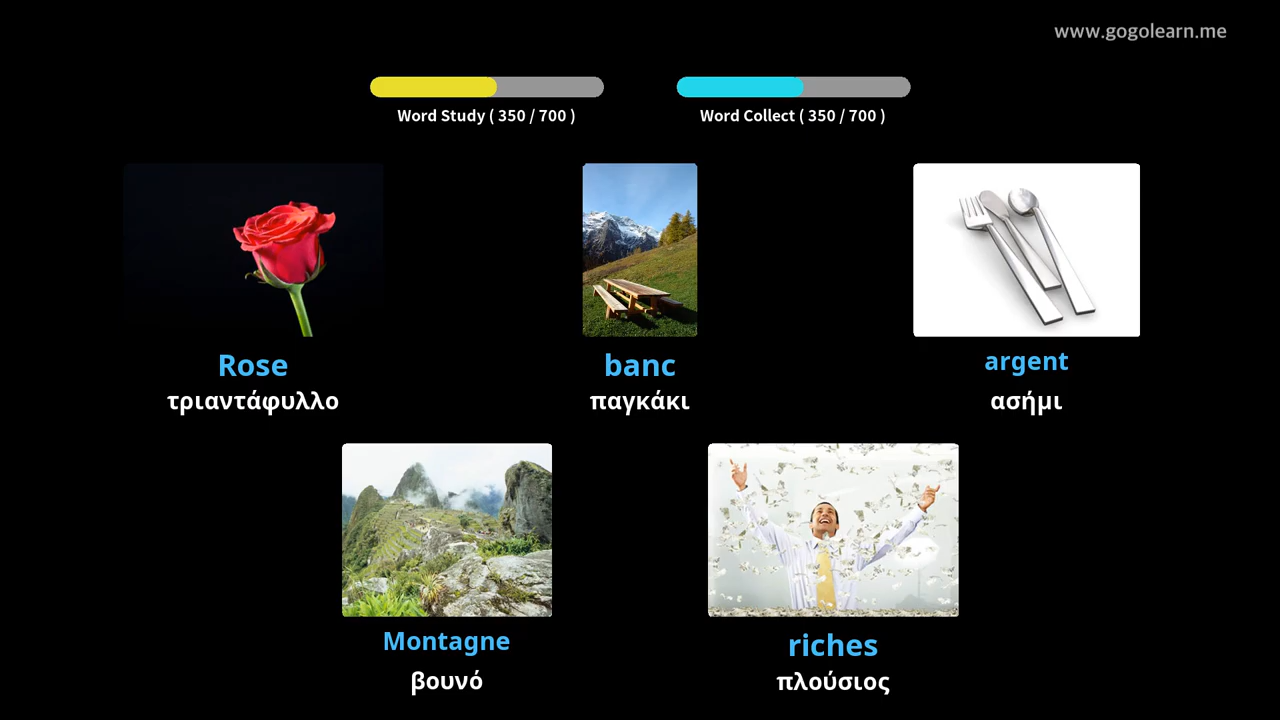 www.gogolearn.me
Word Study ( 350 / 700 )
Word Collect ( 350 / 700 )
Rose
τριαντάφυλλο
banc
παγκάκι
argent
ασήμι
Montagne
βουνό
riches
πλούσιος